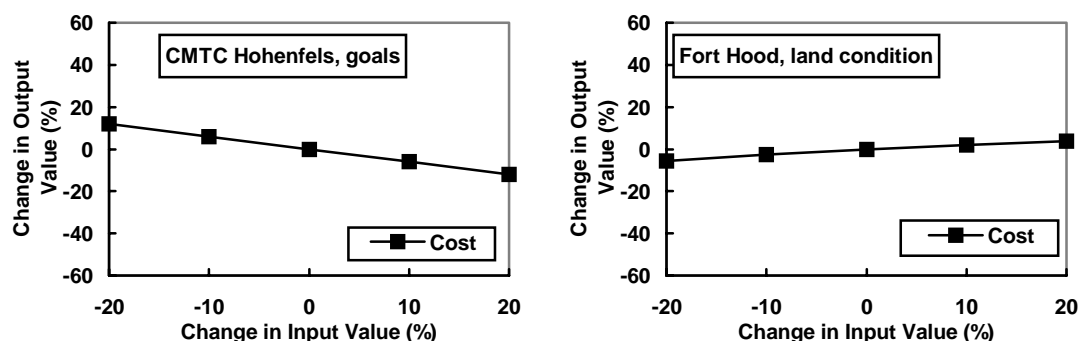 CMTC Hohenfels, goals
Change in Output
Value (%)
60
40
20
0
-20
-40
-60
Cost
-20 -10 0 10 20
Change in Input Value (%)
Fort Hood, land condition
Change in Output
Value (%)
60
40
20
0
-20
-40
-60
Cost
-20 -10 0 10 20
Change in Input Value (%)